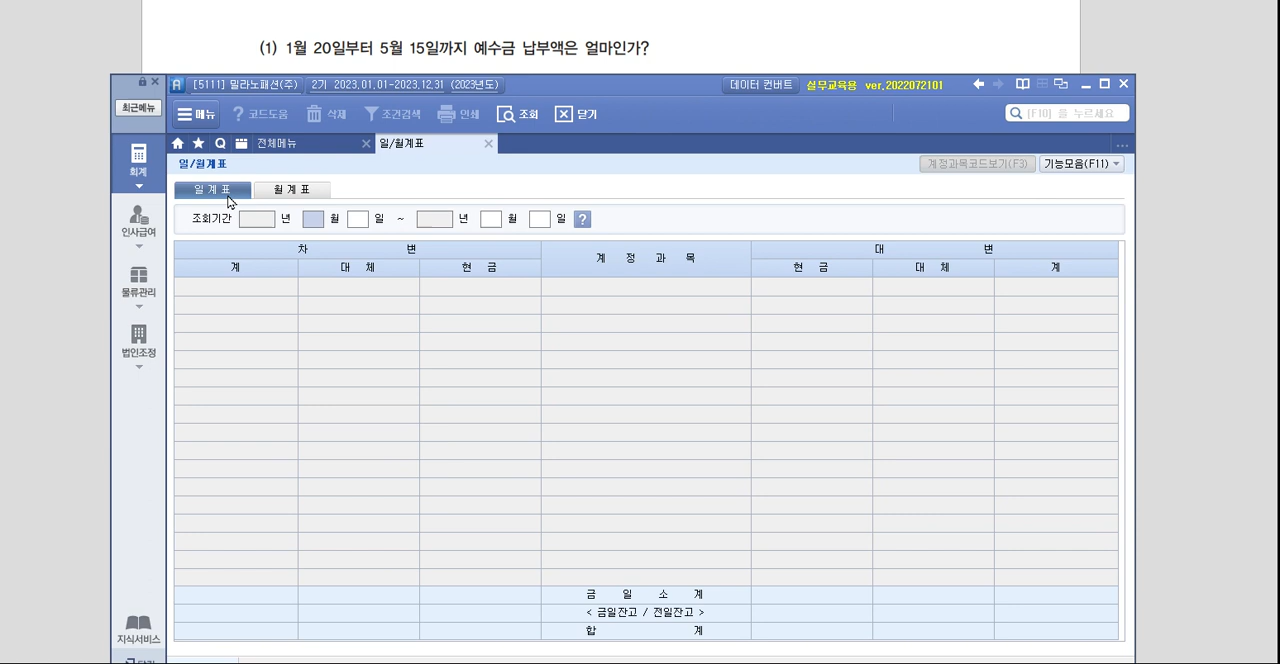 (1) 1월 20일부터 5월 15일까지 예수금 납부액은 얼마인가?
[5111] 밀라노패션(주) 2기 2023.01.01-2023.12.31 (2023년도) 데이터 컨버트 실무교육용 ver.2022072101
최근메뉴
메뉴 ? 코드도움 삭제 조건검색 인쇄 조회 닫기 [F10] 을 누르세요
전체메뉴 일/월계표
일/월계표 계정과목코드보기(F3) 기능모음(F11)
회계
인사급여
물류관리
법인조정
지식서비스
일 계 표 월 계 표
조회기간 년 월 일 ~ 년 월 일 ?
차 변 계 정 과 목 대 변
계 대 체 현 금 현 금 대 체 계
금 일 소 계
< 금일잔고 / 전일잔고 >
합 계